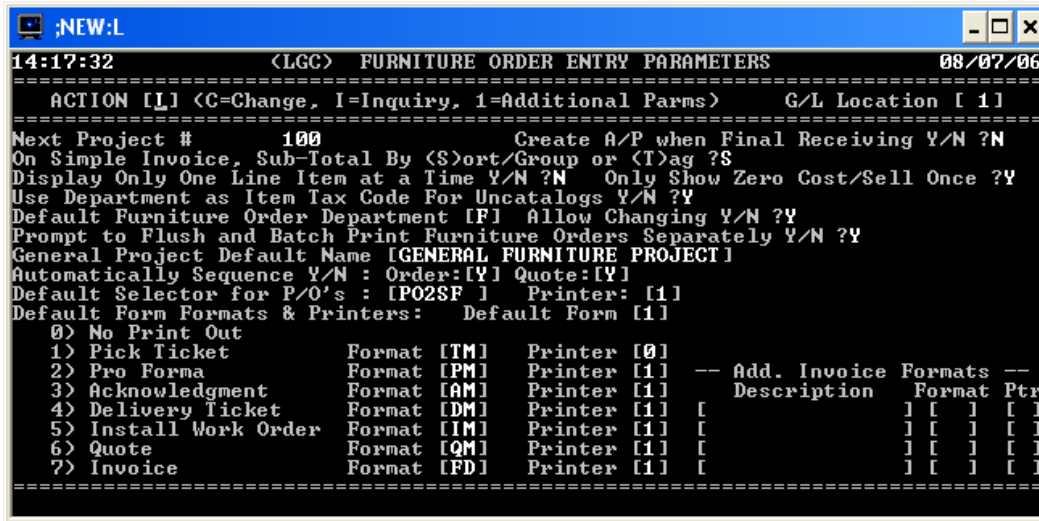 ;NEW:L
14:17:32 (LGC) FURNITURE ORDER ENTRY PARAMETERS 08/07/06
================================================================================
ACTION [I] (C=Change, I=Inquiry, 1=Additional Parms) G/L Location [ 1]
================================================================================
Next Project # 100 Create A/P when Final Receiving Y/N ?N
On Simple Invoice, Sub-Total By (S)ort/Group or (T)ag ?S
Display Only One Line Item at a Time Y/N ?N Only Show Zero Cost/Sell Once ?Y
Use Department as Item Tax Code For Uncatalogs Y/N ?Y
Default Furniture Order Department [F] Allow Changing Y/N ?Y
Prompt to Flush and Batch Print Furniture Orders Separately Y/N ?Y
General Project Default Name [GENERAL FURNITURE PROJECT]
Automatically Sequence Y/N : Order:[Y] Quote:[Y]
Default Selector for P/O's : [PO2SF ] Printer: [1]
Default Form Formats & Printers: Default Form [1]
0) No Print Out
1) Pick Ticket Format [TM] Printer [0]
2) Pro Forma Format [PM] Printer [1] -- Add. Invoice Formats --
3) Acknowledgment Format [AM] Printer [1] Description Format Ptr
4) Delivery Ticket Format [DM] Printer [1] [ ] [ ] [ ]
5) Install Work Order Format [IM] Printer [1] [ ] [ ] [ ]
6) Quote Format [QM] Printer [1] [ ] [ ] [ ]
7) Invoice Format [FD] Printer [1] [ ] [ ] [ ]
================================================================================